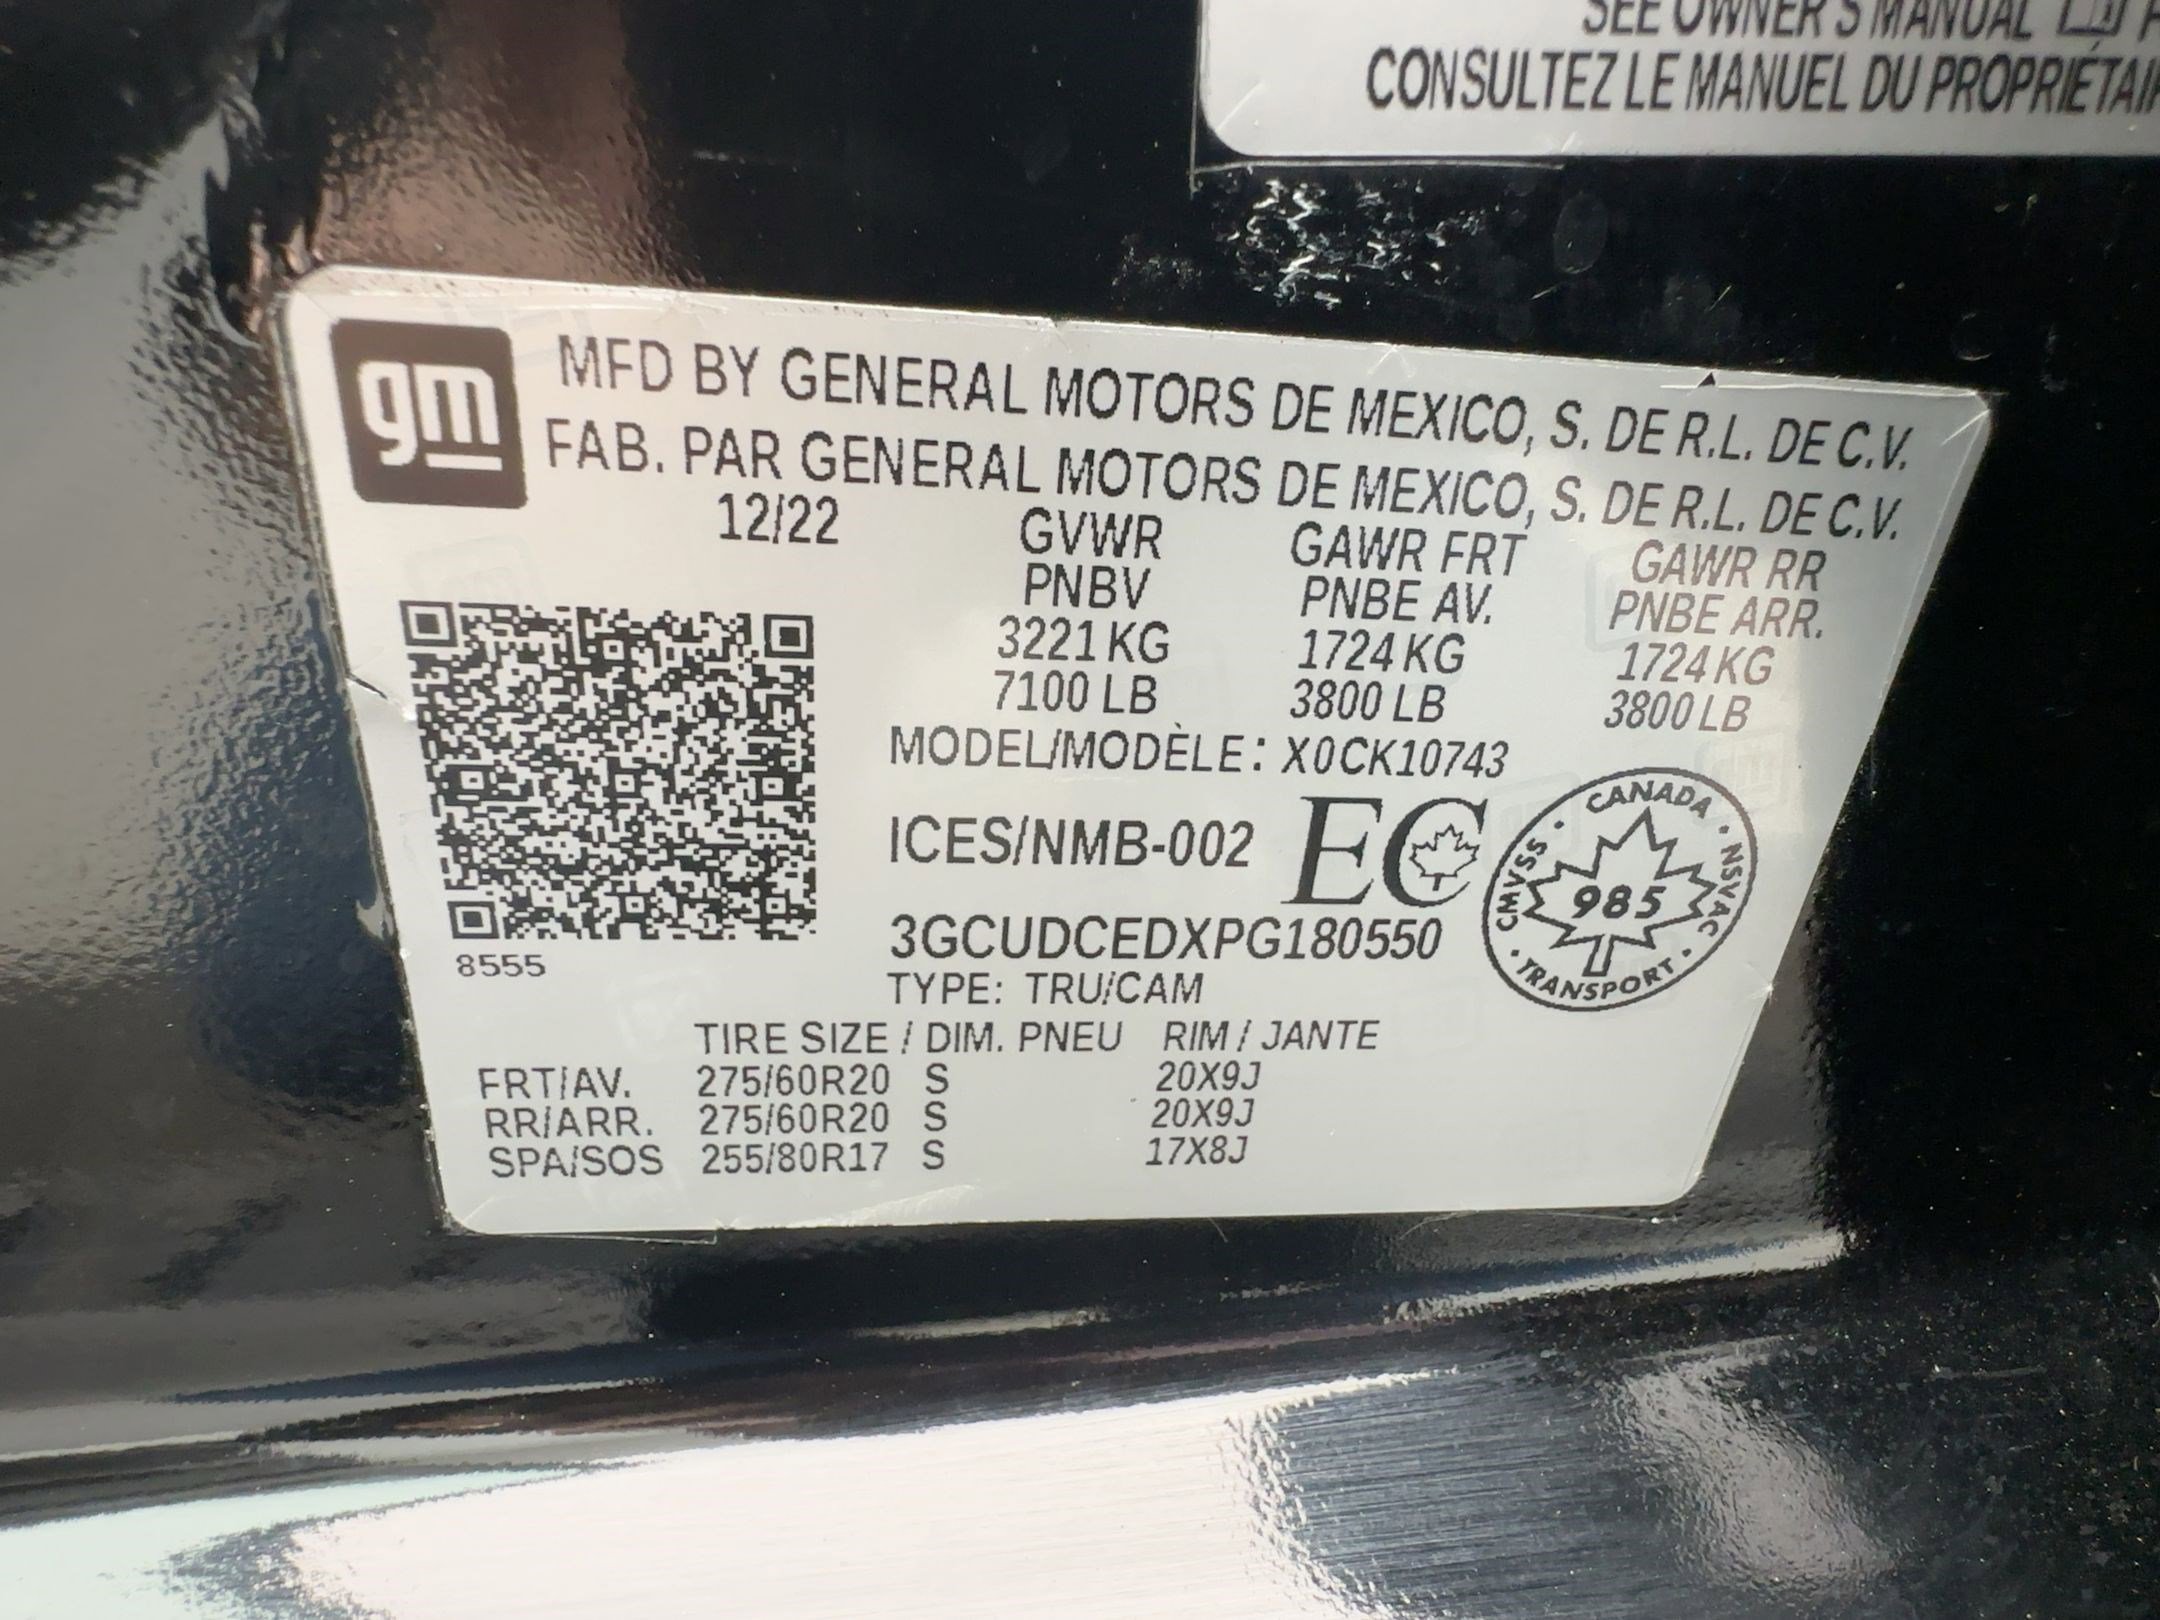 SEE OWNER'S MANUAL
CONSULTEZ LE MANUEL DU PROPRIÉTAIR
gm
MFD BY GENERAL MOTORS DE MEXICO, S. DE R.L. DE C.V.
FAB. PAR GENERAL MOTORS DE MEXICO, S. DE R.L. DE C.V.
12/22 GVWR GAWR FRT GAWR RR
PNBV PNBE AV. PNBE ARR.
3221 KG 1724 KG 1724 KG
7100 LB 3800 LB 3800 LB
MODEL/MODÈLE: X0CK10743
ICES/NMB-002 EC
CANADA · NSVAC · TRANSPORT · CMVSS ·
985
3GCUDCEDXPG180550
8555
TYPE: TRU/CAM
TIRE SIZE / DIM. PNEU RIM / JANTE
FRT/AV. 275/60R20 S 20X9J
RR/ARR. 275/60R20 S 20X9J
SPA/SOS 255/80R17 S 17X8J